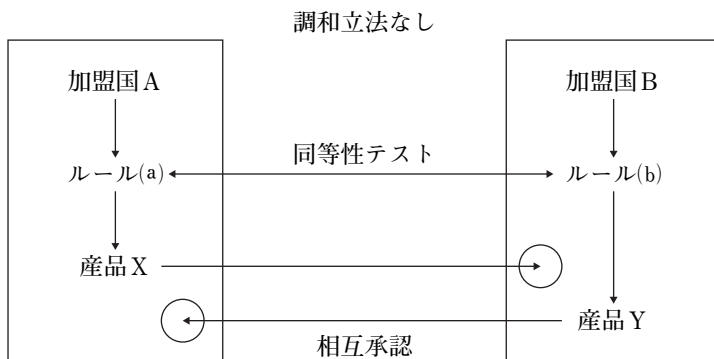 調和立法なし
加盟国A
加盟国B
同等性テスト
ルール(a)
ルール(b)
産品X
産品Y
相互承認